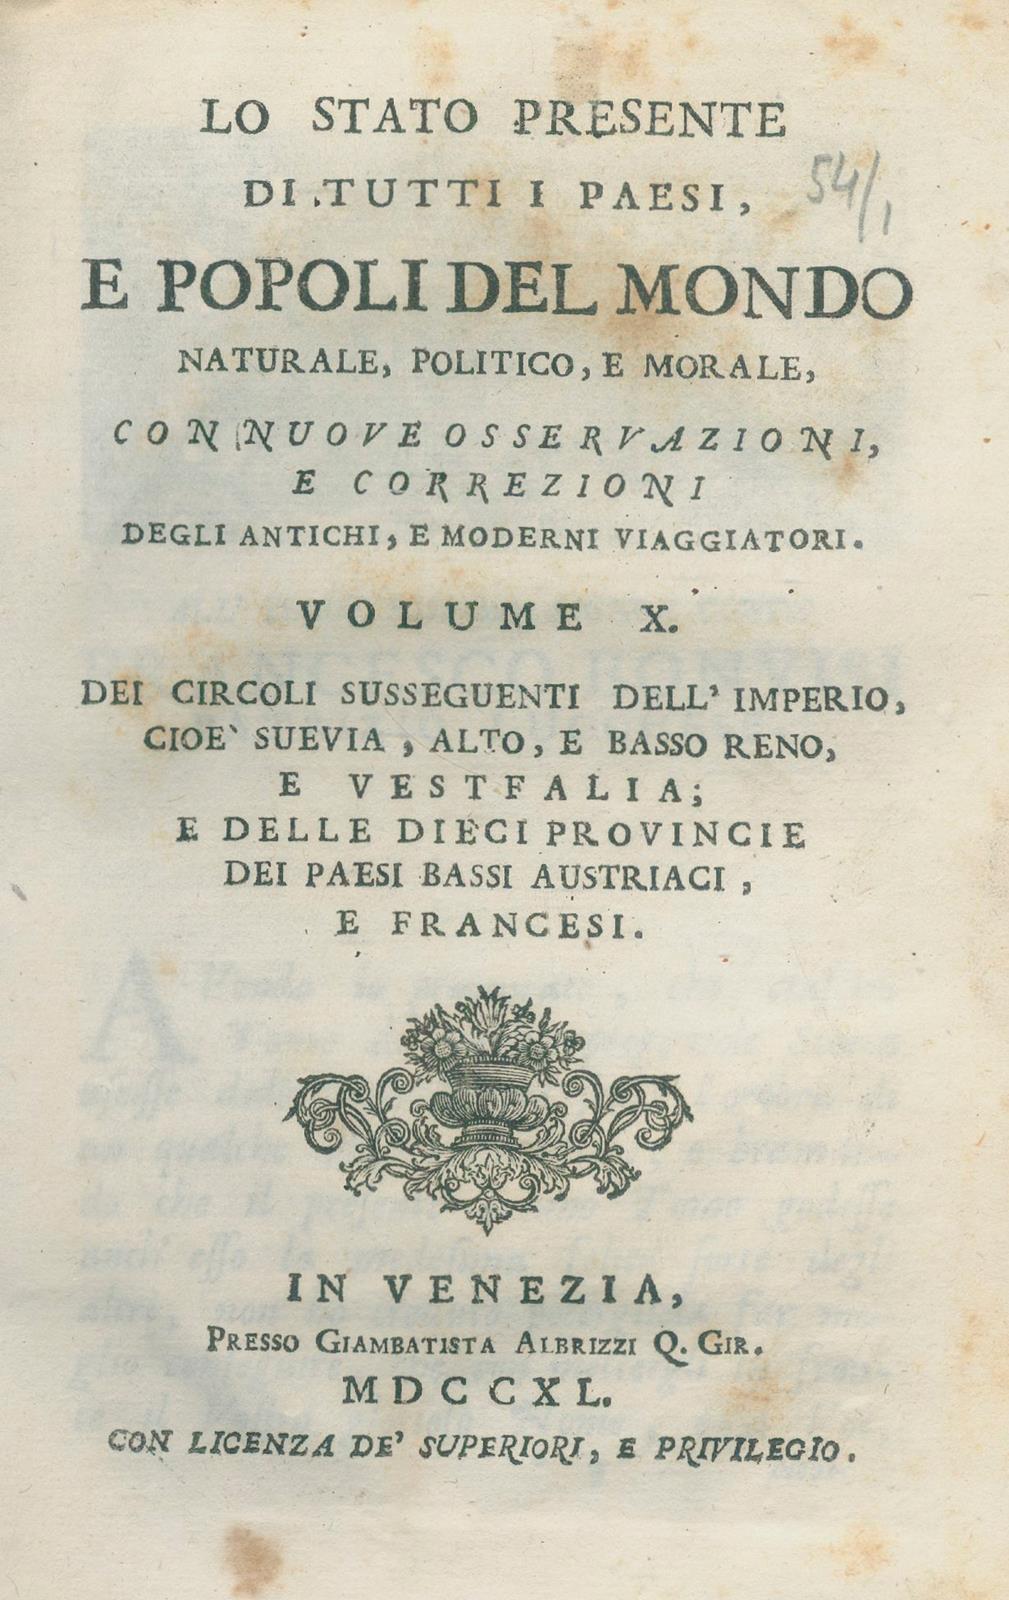 LO STATO PRESENTE
DI TUTTI I PAESI,
54/1
E POPOLI DEL MONDO
NATURALE, POLITICO, E MORALE,
CON NUOVE OSSERVAZIONI,
E CORREZIONI
DEGLI ANTICHI, E MODERNI VIAGGIATORI.
VOLUME X.
DEI CIRCOLI SUSSEGUENTI DELL' IMPERIO,
CIOE` SUEVIA, ALTO, E BASSO RENO,
E VESTFALIA;
E DELLE DIECI PROVINCIE
DEI PAESI BASSI AUSTRIACI,
E FRANCESI.
IN VENEZIA,
PRESSO GIAMBATISTA ALBRIZZI Q. GIR.
MDCCXL.
CON LICENZA DE' SUPERIORI, E PRIVILEGIO.